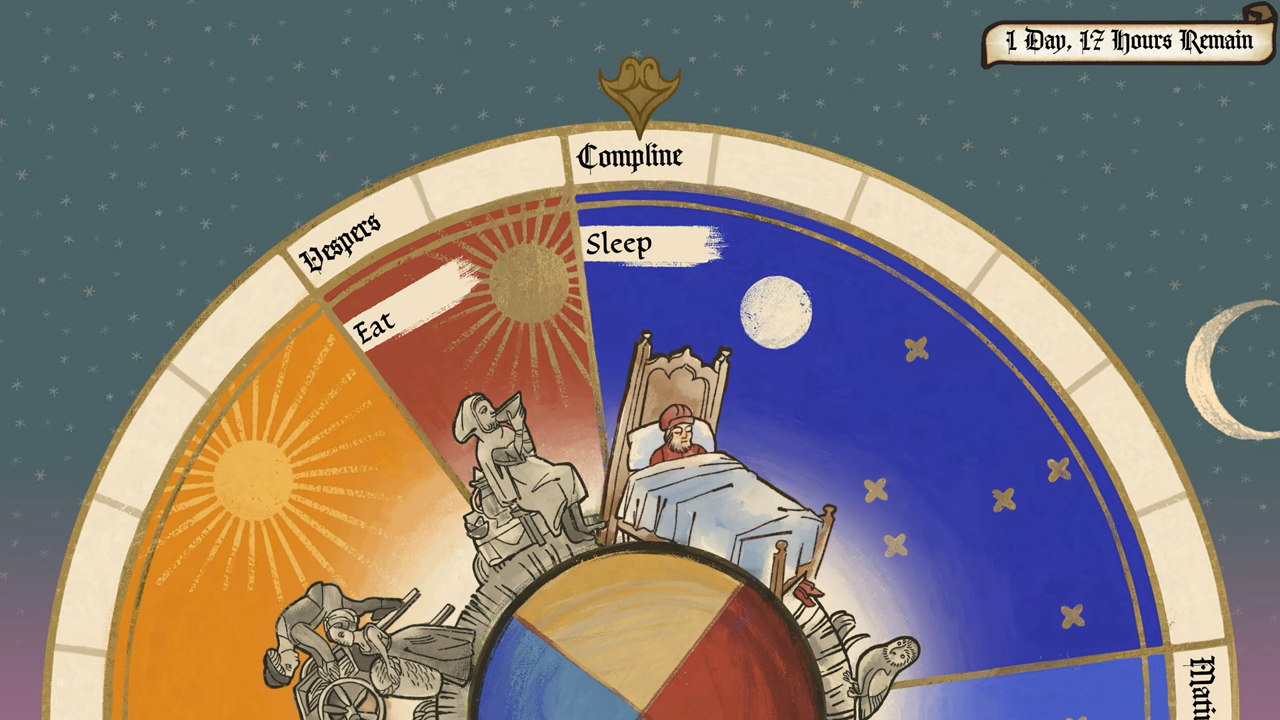 1 Day, 17 Hours Remain
Compline
Vespers
Sleep
Eat